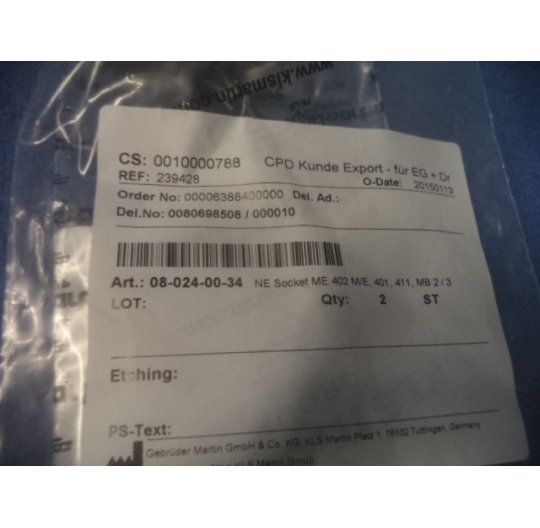 www.klsmartin.com
CS: 0010000788 CPD Kunde Export - für EG + Dr
REF: 239428 O-Date: 20150113
Order No: 00006388400000 Del. Ad.:
Del.No: 0080698508 / 000010
Art.: 08-024-00-34 NE Socket ME 402 M/E, 401, 411, MB 2 / 3
LOT: Qty: 2 ST
Etching:
PS-Text:
Gebrüder Martin GmbH & Co. KG, KLS Martin Platz 1, 78532 Tuttlingen, Germany
KLS Martin Group